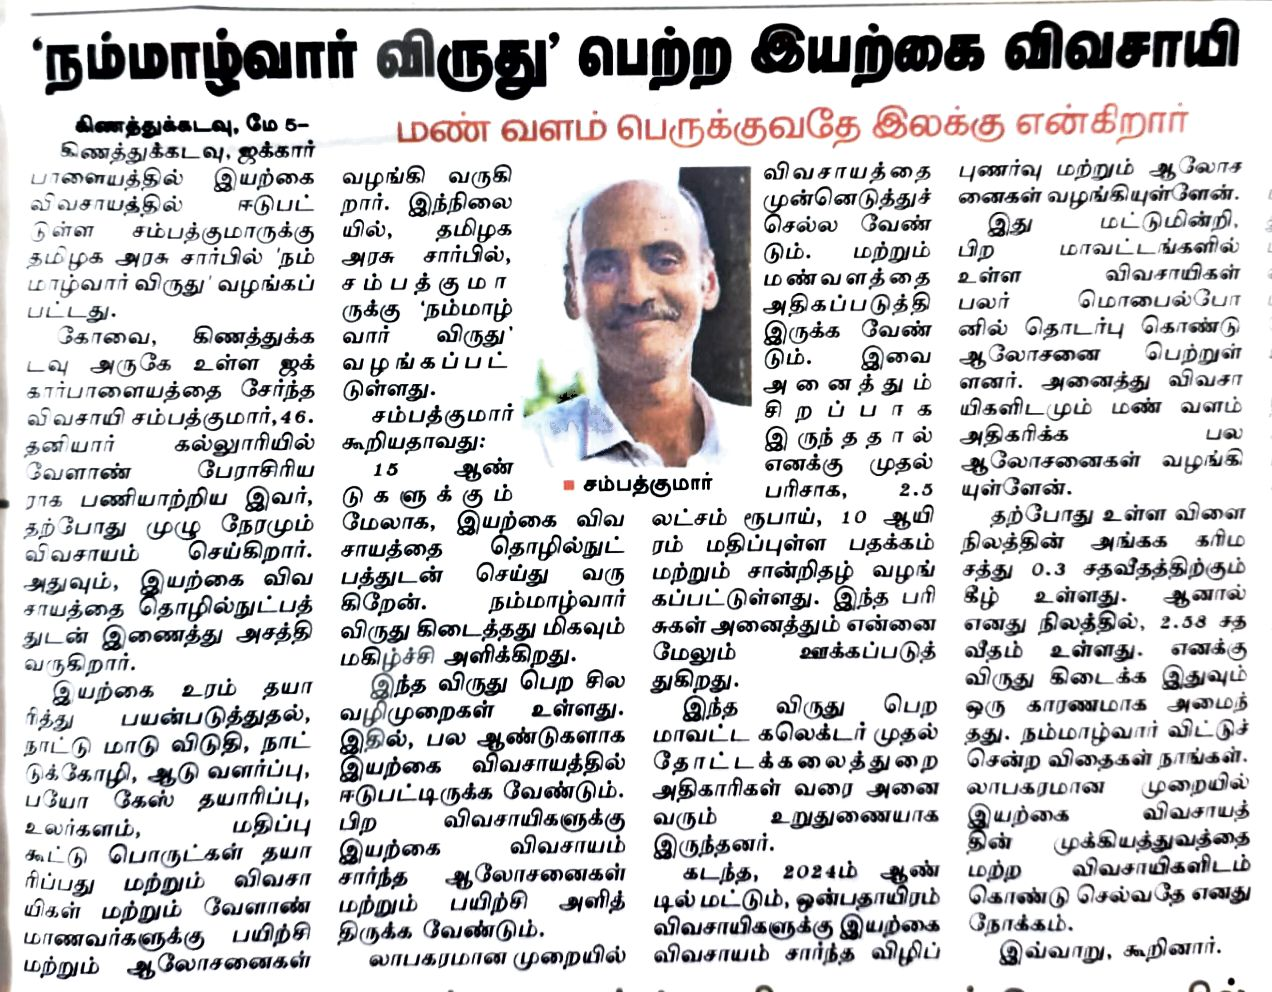 ‘நம்மாழ்வார் விருது’ பெற்ற இயற்கை விவசாயி
மண் வளம் பெருக்குவதே இலக்கு என்கிறார்
கிணத்துக்கடவு, மே 5–
கிணத்துக்கடவு, ஜக்கார்
பாளையத்தில் இயற்கை
விவசாயத்தில் ஈடுபட்
டுள்ள சம்பத்குமாருக்கு
தமிழக அரசு சார்பில் 'நம்
மாழ்வார் விருது' வழங்கப்
பட்டது.
கோவை, கிணத்துக்க
டவு அருகே உள்ள ஜக்
கார்பாளையத்தை சேர்ந்த
விவசாயி சம்பத்குமார்,46.
தனியார் கல்லூரியில்
வேளாண் பேராசிரிய
ராக பணியாற்றிய இவர்,
தற்போது முழு நேரமும்
விவசாயம் செய்கிறார்.
அதுவும், இயற்கை விவ
சாயத்தை தொழில்நுட்பத்
துடன் இணைத்து அசத்தி
வருகிறார்.
இயற்கை உரம் தயா
ரித்து பயன்படுத்துதல்,
நாட்டு மாடு விடுதி, நாட்
டுக்கோழி, ஆடு வளர்ப்பு,
பயோ கேஸ் தயாரிப்பு,
உலர்களம், மதிப்பு
கூட்டு பொருட்கள் தயா
ரிப்பது மற்றும் விவசா
யிகள் மற்றும் வேளாண்
மாணவர்களுக்கு பயிற்சி
மற்றும் ஆலோசனைகள்
வழங்கி வருகி
றார். இந்நிலை
யில், தமிழக
அரசு சார்பில்,
சம்பத்குமா
ருக்கு ‘நம்மாழ்
வார் விருது’
வழங்கப்பட்
டுள்ளது.
சம்பத்குமார்
கூறியதாவது:
15 ஆண்
டுகளுக்கும்
மேலாக, இயற்கை விவ
சாயத்தை தொழில்நுட்
பத்துடன் செய்து வரு
கிறேன். நம்மாழ்வார்
விருது கிடைத்தது மிகவும்
மகிழ்ச்சி அளிக்கிறது.
இந்த விருது பெற சில
வழிமுறைகள் உள்ளது.
இதில், பல ஆண்டுகளாக
இயற்கை விவசாயத்தில்
ஈடுபட்டிருக்க வேண்டும்.
பிற விவசாயிகளுக்கு
இயற்கை விவசாயம்
சார்ந்த ஆலோசனைகள்
மற்றும் பயிற்சி அளித்
திருக்க வேண்டும்.
லாபகரமான முறையில்
■ சம்பத்குமார்
விவசாயத்தை
முன்னெடுத்துச்
செல்ல வேண்
டும். மற்றும்
மண்வளத்தை
அதிகப்படுத்தி
இருக்க வேண்
டும். இவை
அனைத்தும்
சிறப்பாக
இருந்ததால்
எனக்கு முதல்
பரிசாக, 2.5
லட்சம் ரூபாய், 10 ஆயி
ரம் மதிப்புள்ள பதக்கம்
மற்றும் சான்றிதழ் வழங்
கப்பட்டுள்ளது. இந்த பரி
சுகள் அனைத்தும் என்னை
மேலும் ஊக்கப்படுத்
துகிறது.
இந்த விருது பெற
மாவட்ட கலெக்டர் முதல்
தோட்டக்கலைத்துறை
அதிகாரிகள் வரை அனை
வரும் உறுதுணையாக
இருந்தனர்.
கடந்த, 2024ம் ஆண்
டில் மட்டும், ஒன்பதாயிரம்
விவசாயிகளுக்கு இயற்கை
விவசாயம் சார்ந்த விழிப்
புணர்வு மற்றும் ஆலோச
னைகள் வழங்கியுள்ளேன்.
இது மட்டுமின்றி,
பிற மாவட்டங்களில்
உள்ள விவசாயிகள்
பலர் மொபைல்போ
னில் தொடர்பு கொண்டு
ஆலோசனை பெற்றுள்
ளனர். அனைத்து விவசா
யிகளிடமும் மண் வளம்
அதிகரிக்க பல
ஆலோசனைகள் வழங்கி
யுள்ளேன்.
தற்போது உள்ள விளை
நிலத்தின் அங்கக கரிம
சத்து 0.3 சதவீதத்திற்கும்
கீழ் உள்ளது. ஆனால்
எனது நிலத்தில், 2.58 சத
வீதம் உள்ளது. எனக்கு
விருது கிடைக்க இதுவும்
ஒரு காரணமாக அமைந்
தது. நம்மாழ்வார் விட்டுச்
சென்ற விதைகள் நாங்கள்.
லாபகரமான முறையில்
இயற்கை விவசாயத்
தின் முக்கியத்துவத்தை
மற்ற விவசாயிகளிடம்
கொண்டு செல்வதே எனது
நோக்கம்.
இவ்வாறு, கூறினார்.